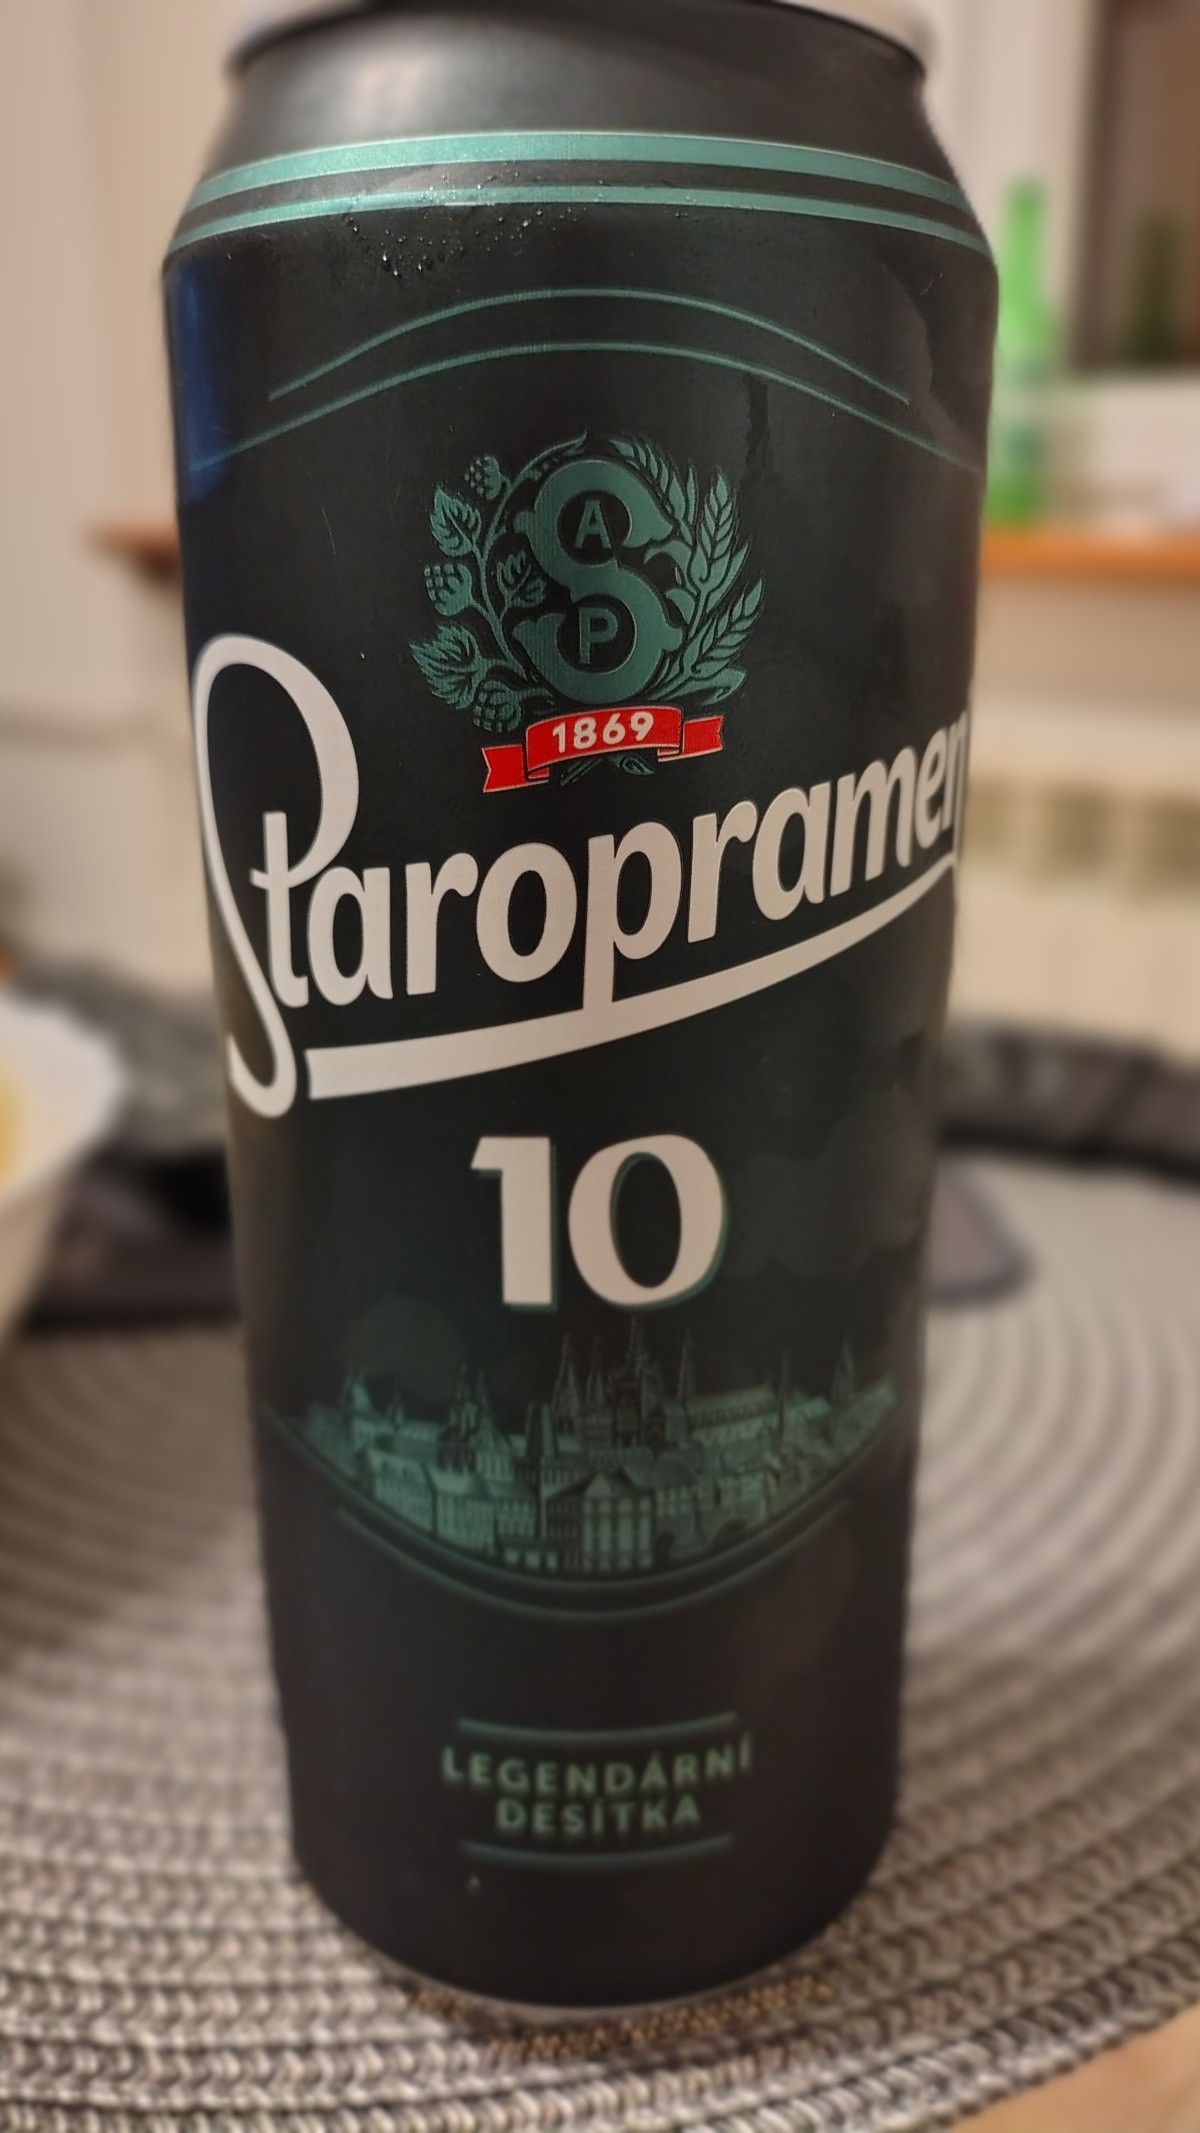 A
P
1869
Staropramen
10
LEGENDÁRNÍ
DESÍTKA